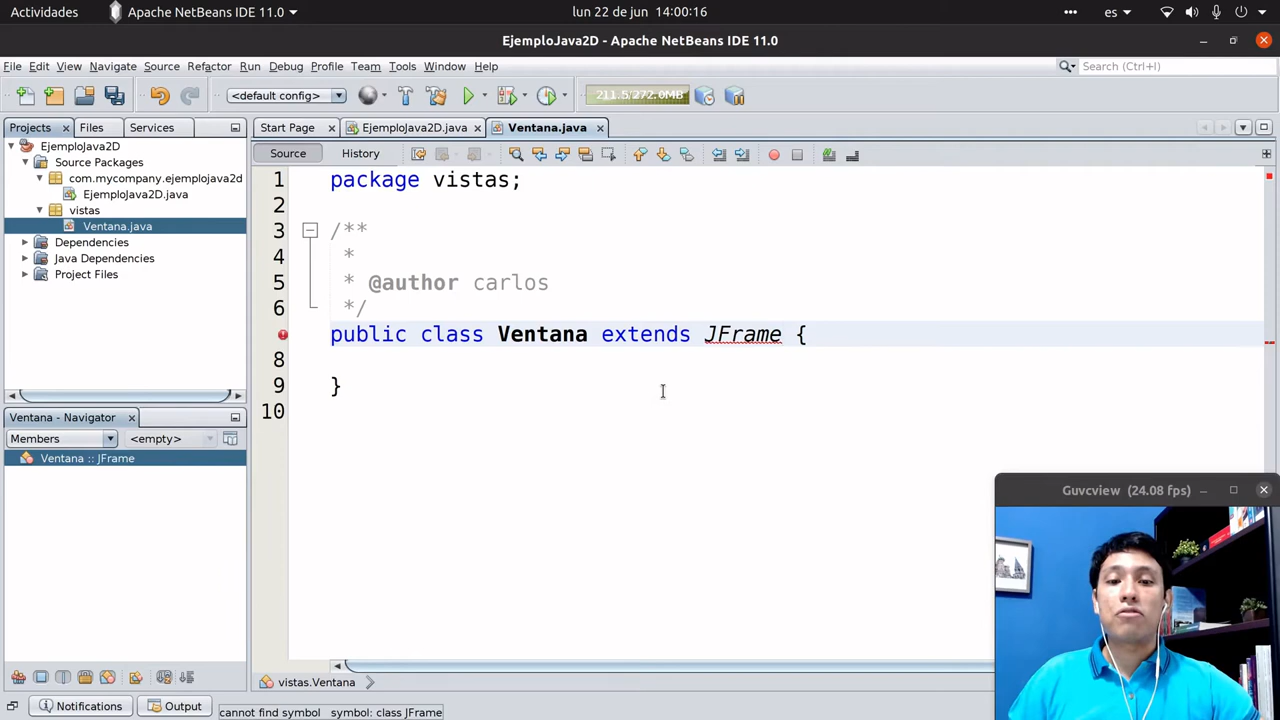 Actividades
Apache NetBeans IDE 11.0
lun 22 de jun  14:00:16
es
EjemploJava2D - Apache NetBeans IDE 11.0
File Edit View Navigate Source Refactor Run Debug Profile Team Tools Window Help
Search (Ctrl+I)
<default config>
211.5/272.0MB
Projects Files Services
Start Page EjemploJava2D.java Ventana.java
EjemploJava2D
Source Packages
com.mycompany.ejemplojava2d
EjemploJava2D.java
vistas
Ventana.java
Dependencies
Java Dependencies
Project Files
Source History
1 package vistas;
2
3 /**
4  *
5  * @author carlos
6  */
public class Ventana extends JFrame {
8
9 }
10
Ventana - Navigator
Members <empty>
Ventana :: JFrame
Guvcview (24.08 fps)
vistas.Ventana
Notifications Output
cannot find symbol symbol: class JFrame